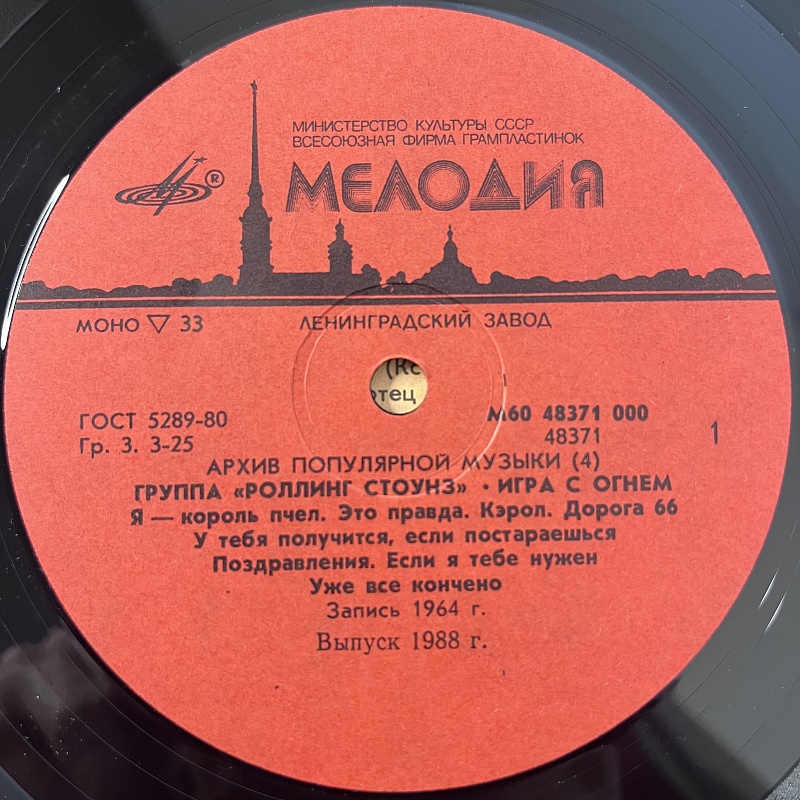 МИНИСТЕРСТВО КУЛЬТУРЫ СССР
ВСЕСОЮЗНАЯ ФИРМА ГРАМПЛАСТИНОК
®
МЕЛОДИЯ
МОНО ▽ 33
ЛЕНИНГРАДСКИЙ ЗАВОД
отец
ГОСТ 5289-80
Гр. 3. 3-25
М60 48371 000
48371
1
АРХИВ ПОПУЛЯРНОЙ МУЗЫКИ (4)
ГРУППА «РОЛЛИНГ СТОУНЗ» · ИГРА С ОГНЕМ
Я — король пчел. Это правда. Кэрол. Дорога 66
У тебя получится, если постараешься
Поздравления. Если я тебе нужен
Уже все кончено
Запись 1964 г.
Выпуск 1988 г.